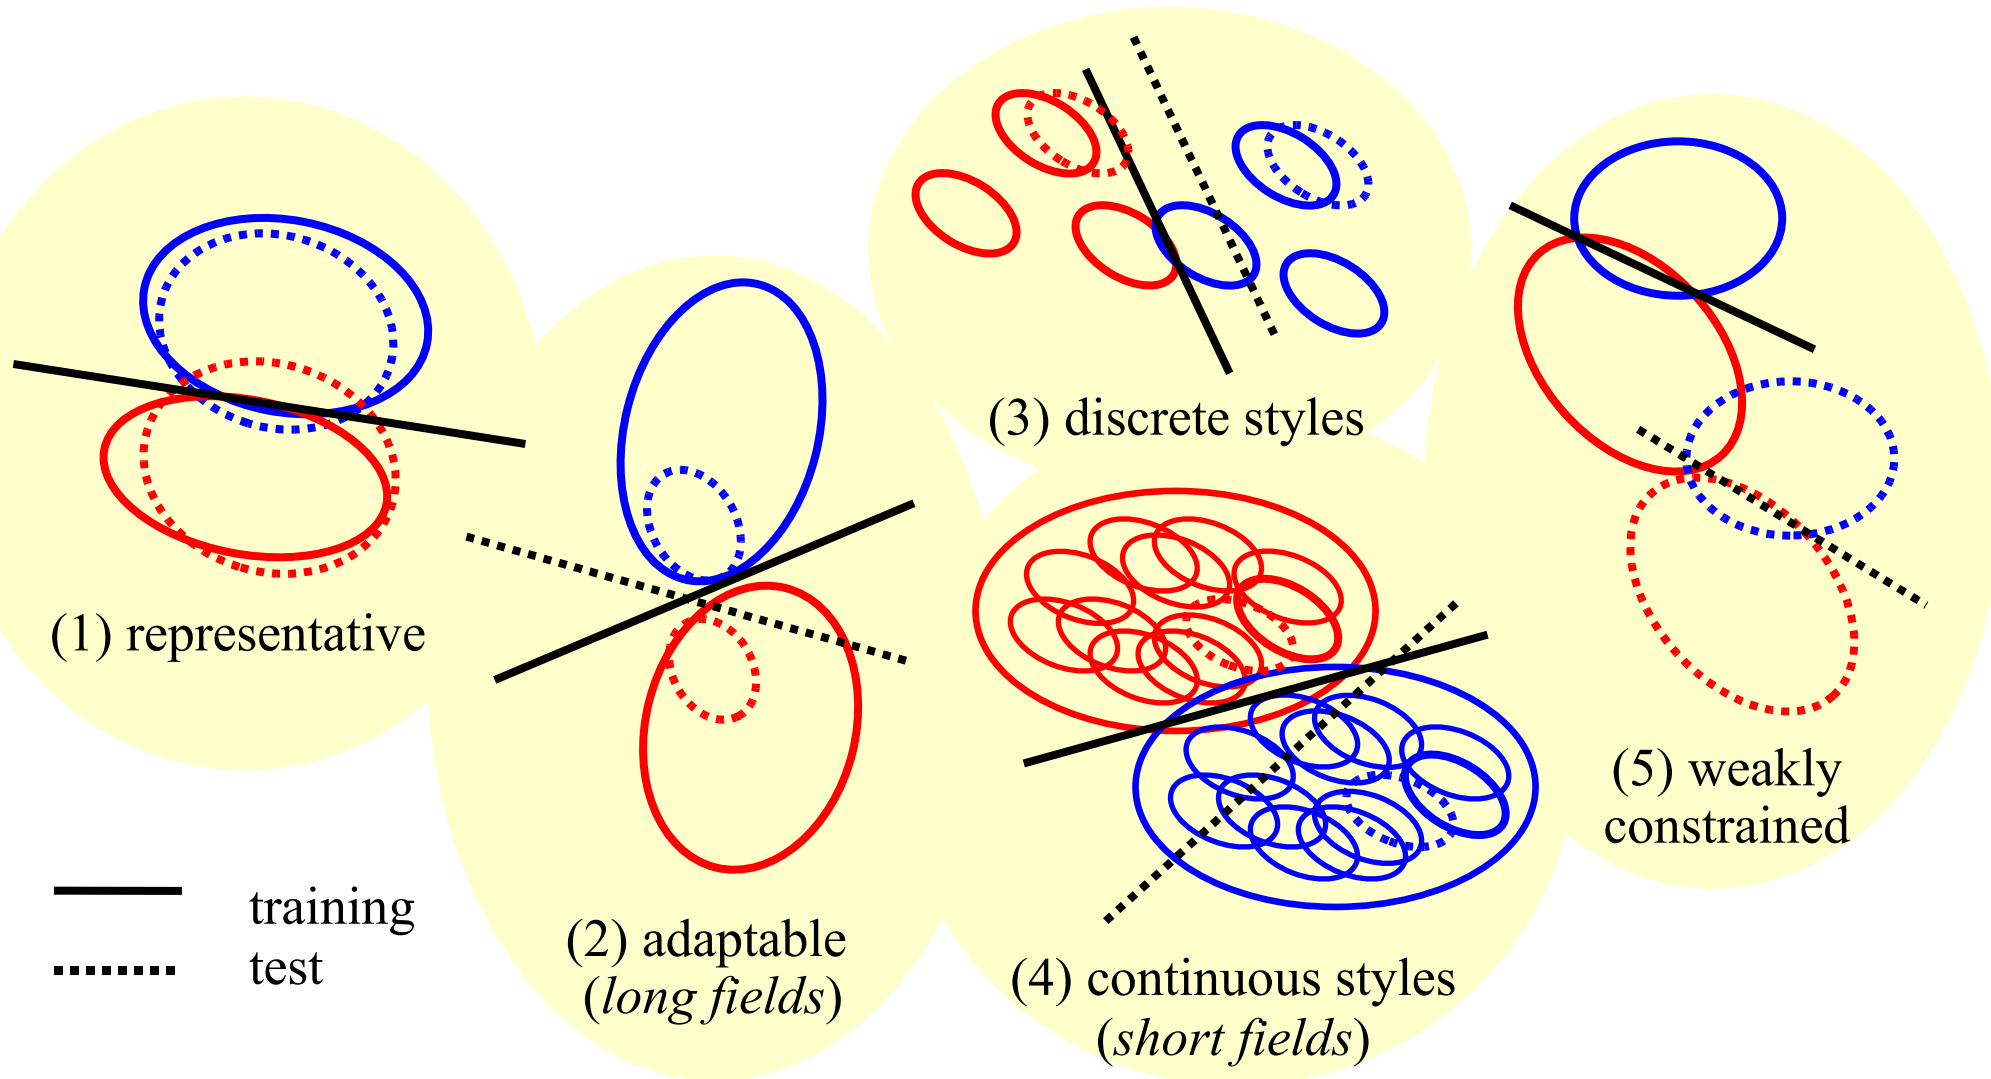 (1) representative
(2) adaptable
(long fields)
(3) discrete styles
(4) continuous styles
(short fields)
(5) weakly
constrained
training
test